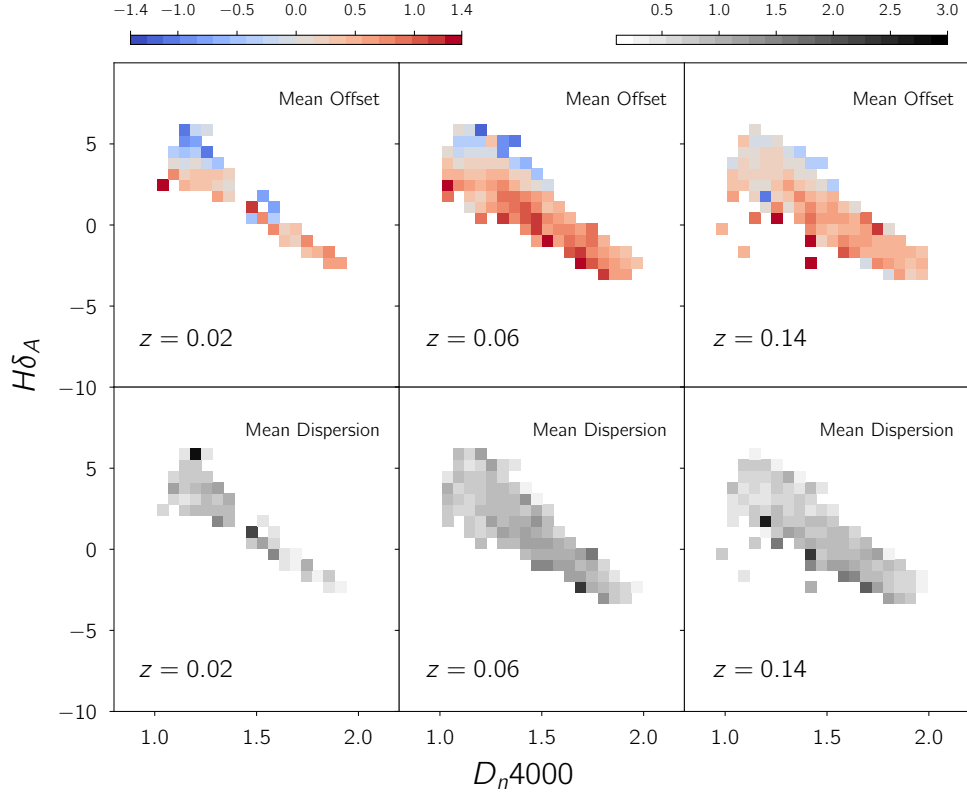 −1.4 −1.0 −0.5 0.0 0.5 1.0 1.4
0.5 1.0 1.5 2.0 2.5 3.0
Mean Offset Mean Offset Mean Offset
5
0
−5
−10
z = 0.02 z = 0.06 z = 0.14
HδA
Mean Dispersion Mean Dispersion Mean Dispersion
5
0
−5
−10
z = 0.02 z = 0.06 z = 0.14
1.0 1.5 2.0 1.0 1.5 2.0 1.0 1.5 2.0
Dn4000